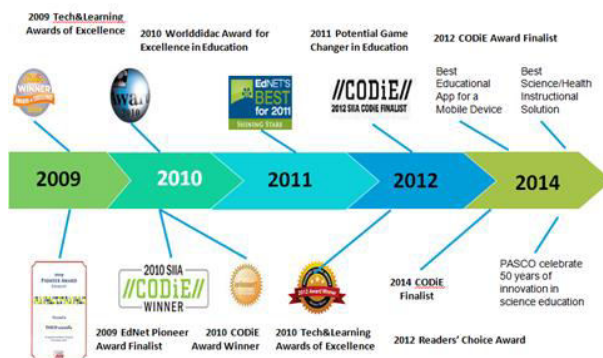 2009 Tech&Learning
Awards of Excellence
2010 Worlddidac Award for
Excellence in Education
2011 Potential Game
Changer in Education
2012 CODiE Award Finalist
WINNER
EdNET'S
BEST
for 2011
SHINING STARS
//CODiE//
2012 SIIA CODiE FINALIST
Best
Educational
App for a
Mobile Device
Best
Science/Health
Instructional
Solution
2009
2010
2011
2012
2014
PIONEER AWARD
2010 SIIA
//CODiE//
WINNER
2012 Award Winner
2014 CODiE
Finalist
PASCO celebrate
50 years of
innovation in
science education
2009 EdNet Pioneer
Award Finalist
2010 CODiE
Award Winner
2010 Tech&Learning
Awards of Excellence
2012 Readers' Choice Award